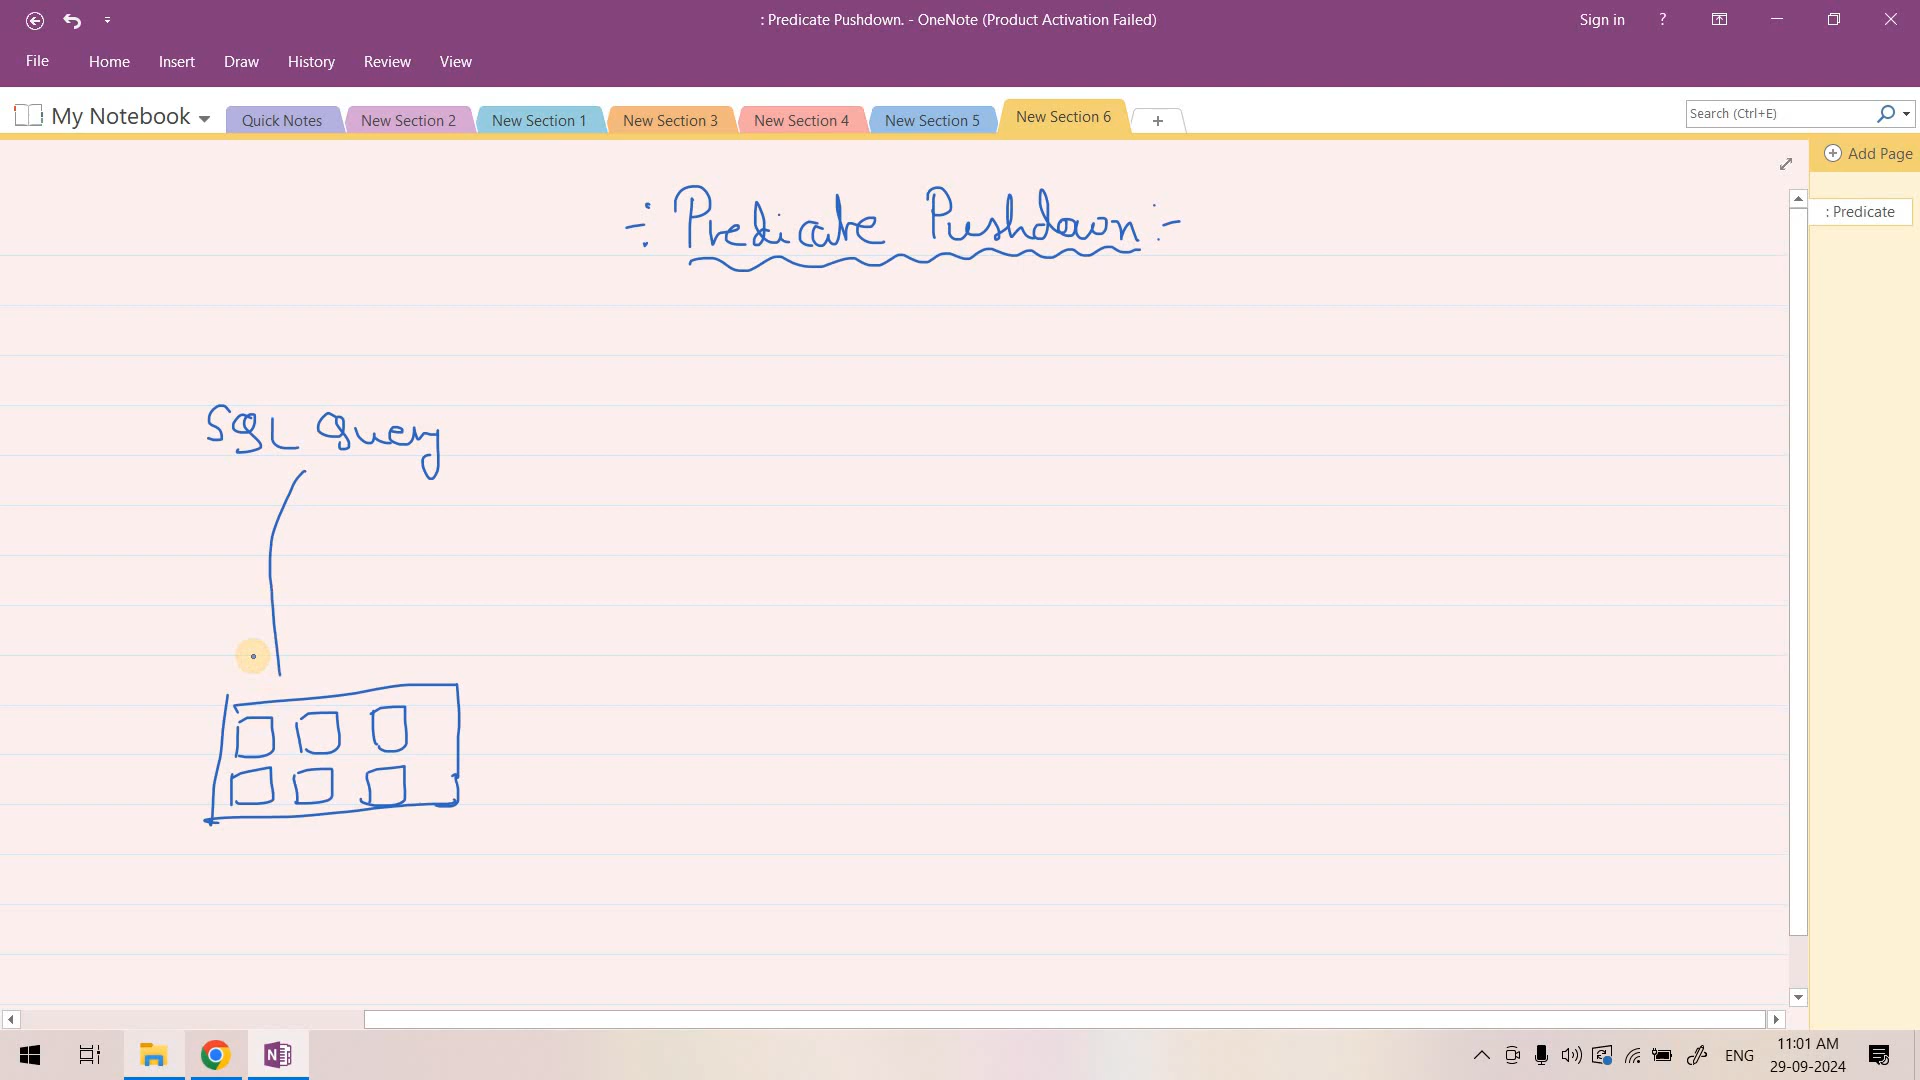 : Predicate Pushdown. - OneNote (Product Activation Failed)
Sign in ?
File Home Insert Draw History Review View
My Notebook Quick Notes New Section 2 New Section 1 New Section 3 New Section 4 New Section 5 New Section 6 +
Search (Ctrl+E)
Add Page
: Predicate
-: Predicate Pushdown :-
SQL Query
N
ENG
11:01 AM
29-09-2024